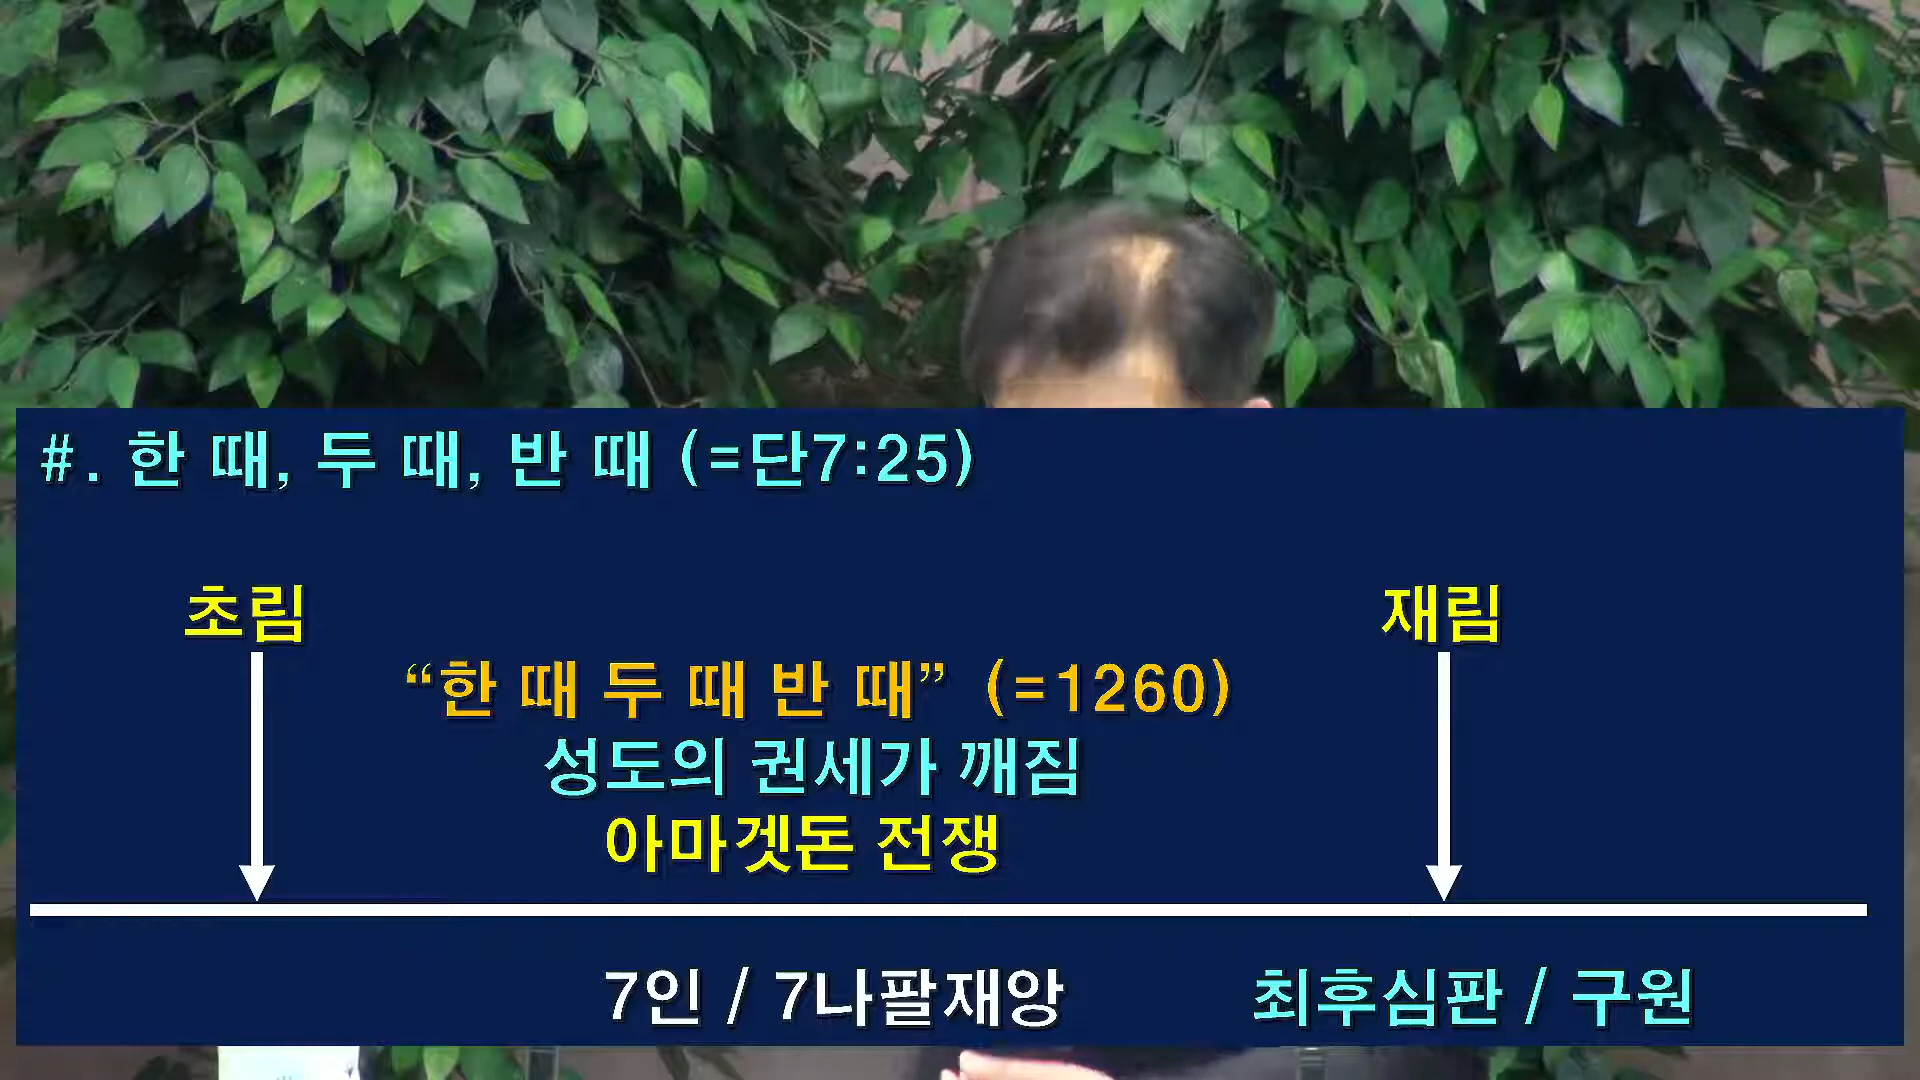 #. 한 때, 두 때, 반 때 (=단7:25)
초림
재림
“한 때 두 때 반 때” (=1260)
성도의 권세가 깨짐
아마겟돈 전쟁
7인 / 7나팔재앙
최후심판 / 구원